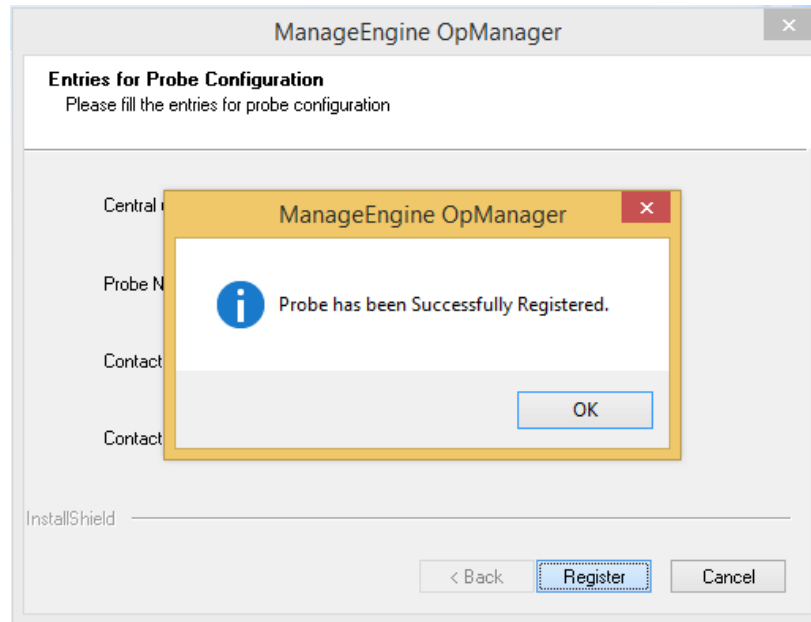 ManageEngine OpManager
Entries for Probe Configuration
Please fill the entries for probe configuration
Central
ManageEngine OpManager
Probe N
Probe has been Successfully Registered.
Contact
OK
Contact
InstallShield
< Back Register Cancel